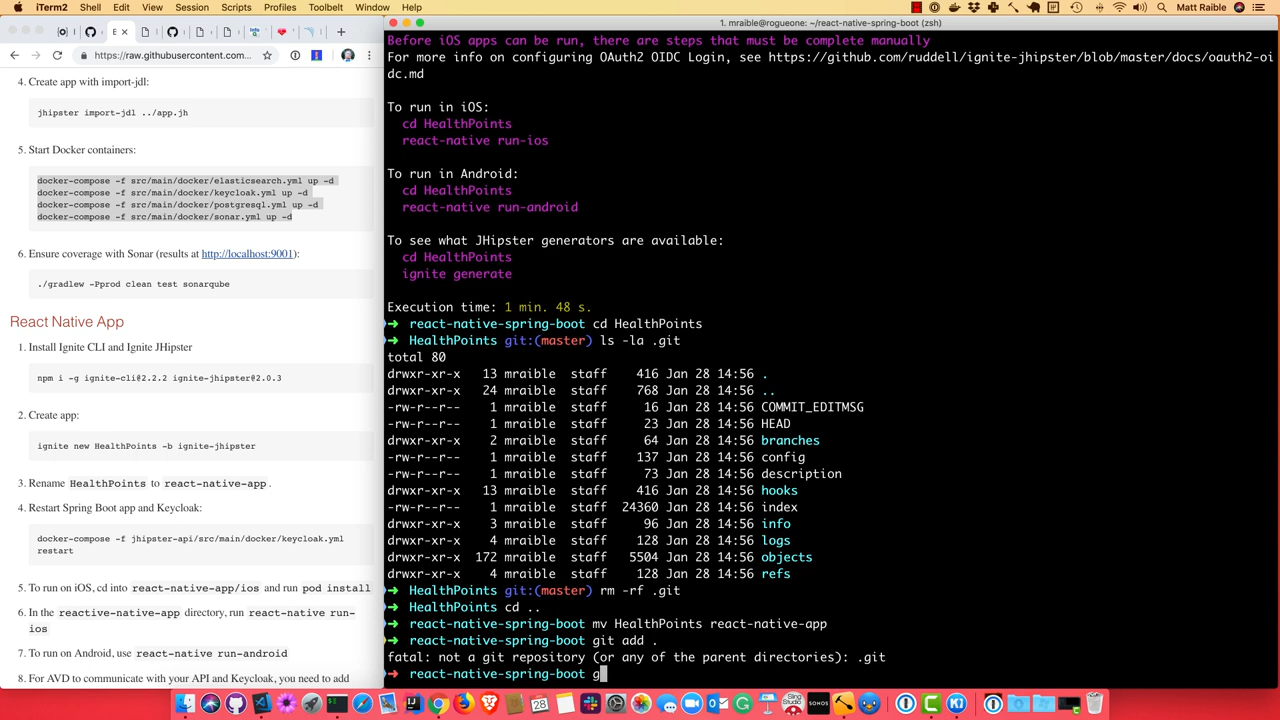 iTerm2 Shell Edit View Session Scripts Profiles Toolbelt Window Help
Matt Raible
1. mraible@rogueone: ~/react-native-spring-boot (zsh)
https://raw.githubusercontent.com...
4. Create app with import-jdl:
jhipster import-jdl ../app.jh
5. Start Docker containers:
docker-compose -f src/main/docker/elasticsearch.yml up -d
docker-compose -f src/main/docker/keycloak.yml up -d
docker-compose -f src/main/docker/postgresql.yml up -d
docker-compose -f src/main/docker/sonar.yml up -d
6. Ensure coverage with Sonar (results at http://localhost:9001):
./gradlew -Pprod clean test sonarqube
React Native App
1. Install Ignite CLI and Ignite JHipster
npm i -g ignite-cli@2.2.2 ignite-jhipster@2.0.3
2. Create app:
ignite new HealthPoints -b ignite-jhipster
3. Rename HealthPoints to react-native-app.
4. Restart Spring Boot app and Keycloak:
docker-compose -f jhipster-api/src/main/docker/keycloak.yml
restart
5. To run on iOS, cd into react-native-app/ios and run pod install
6. In the reactive-native-app directory, run react-native run-
ios
7. To run on Android, use react-native run-android
8. For AVD to communicate with your API and Keycloak, you need to add
Before iOS apps can be run, there are steps that must be complete manually
For more info on configuring OAuth2 OIDC Login, see https://github.com/ruddell/ignite-jhipster/blob/master/docs/oauth2-oi
dc.md
To run in iOS:
cd HealthPoints
react-native run-ios
To run in Android:
cd HealthPoints
react-native run-android
To see what JHipster generators are available:
cd HealthPoints
ignite generate
Execution time: 1 min. 48 s.
➜ react-native-spring-boot cd HealthPoints
➜ HealthPoints git:(master) ls -la .git
total 80
drwxr-xr-x 13 mraible staff 416 Jan 28 14:56 .
drwxr-xr-x 24 mraible staff 768 Jan 28 14:56 ..
-rw-r--r-- 1 mraible staff 16 Jan 28 14:56 COMMIT_EDITMSG
-rw-r--r-- 1 mraible staff 23 Jan 28 14:56 HEAD
drwxr-xr-x 2 mraible staff 64 Jan 28 14:56 branches
-rw-r--r-- 1 mraible staff 137 Jan 28 14:56 config
-rw-r--r-- 1 mraible staff 73 Jan 28 14:56 description
drwxr-xr-x 13 mraible staff 416 Jan 28 14:56 hooks
-rw-r--r-- 1 mraible staff 24360 Jan 28 14:56 index
drwxr-xr-x 3 mraible staff 96 Jan 28 14:56 info
drwxr-xr-x 4 mraible staff 128 Jan 28 14:56 logs
drwxr-xr-x 172 mraible staff 5504 Jan 28 14:56 objects
drwxr-xr-x 4 mraible staff 128 Jan 28 14:56 refs
➜ HealthPoints git:(master) rm -rf .git
➜ HealthPoints cd ..
➜ react-native-spring-boot mv HealthPoints react-native-app
➜ react-native-spring-boot git add .
fatal: not a git repository (or any of the parent directories): .git
➜ react-native-spring-boot g